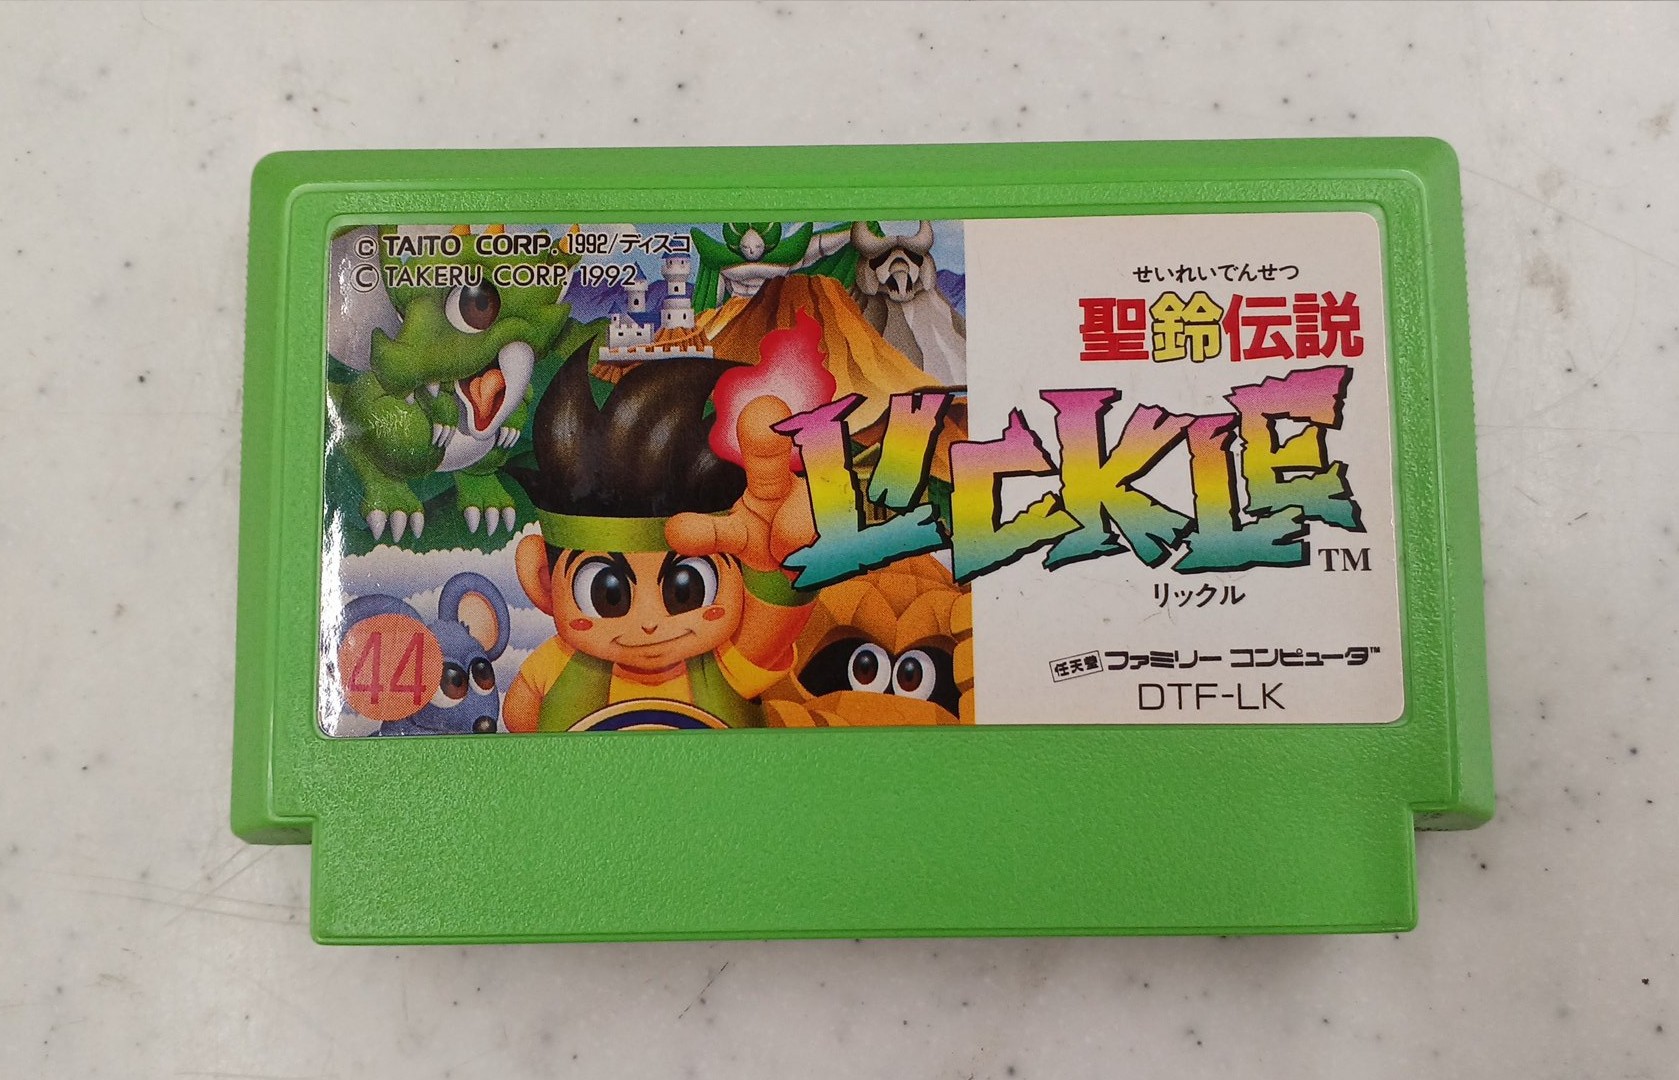 © TAITO CORP. 1992/ディスコ
© TAKERU CORP. 1992
せいれいでんせつ
聖鈴伝説
LICKLE TM
リックル
任天堂 ファミリー コンピュータ™
DTF-LK
44